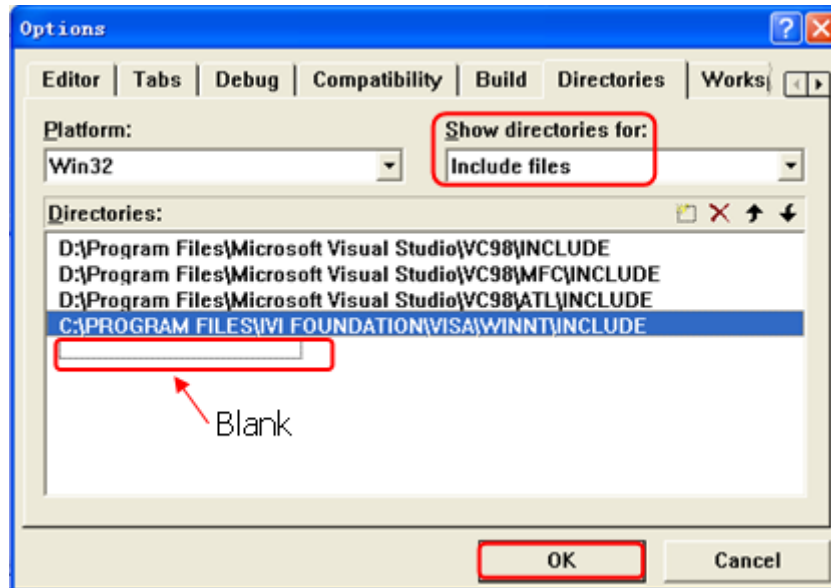 Options
Editor Tabs Debug Compatibility Build Directories Works
Platform: Show directories for:
Win32 Include files
Directories:
D:\Program Files\Microsoft Visual Studio\VC98\INCLUDE
D:\Program Files\Microsoft Visual Studio\VC98\MFC\INCLUDE
D:\Program Files\Microsoft Visual Studio\VC98\ATL\INCLUDE
C:\PROGRAM FILES\IVI FOUNDATION\VISA\WINNT\INCLUDE
Blank
OK Cancel